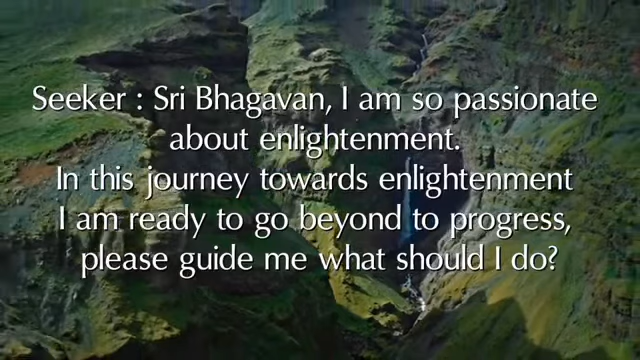 Seeker : Sri Bhagavan, I am so passionate
about enlightenment.
In this journey towards enlightenment
I am ready to go beyond to progress,
please guide me what should I do?